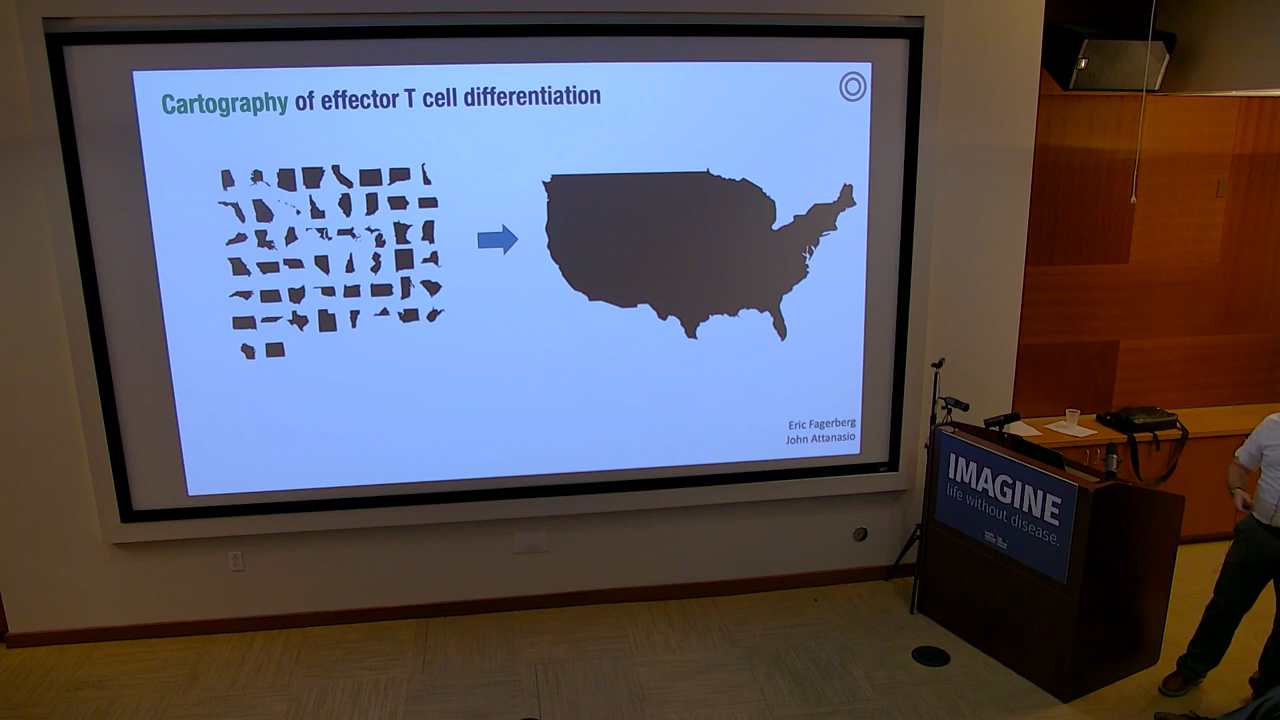 Cartography of effector T cell differentiation
Eric Fagerberg
John Attanasio
IMAGINE
life without disease.